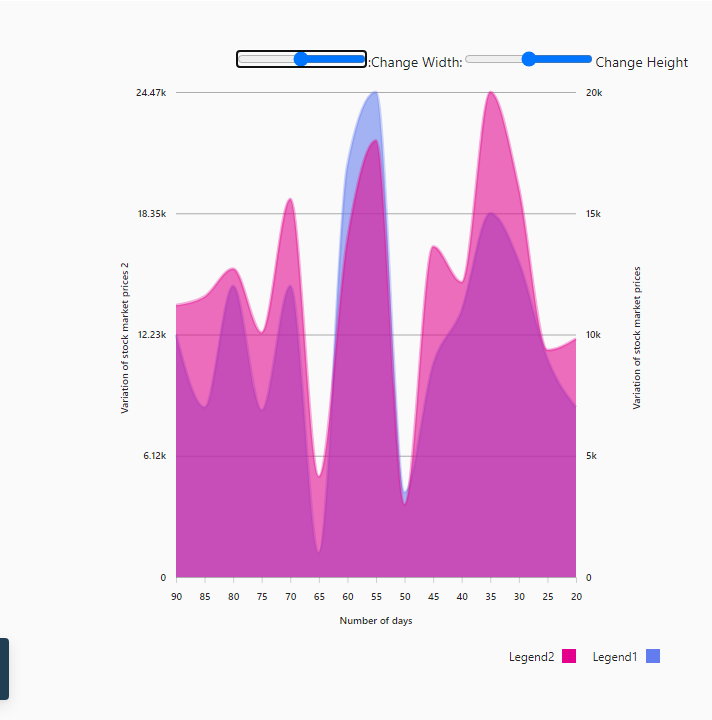 :Change Width: Change Height
24.47k
18.35k
12.23k
6.12k
0
Variation of stock market prices 2
20k
15k
10k
5k
0
Variation of stock market prices
90 85 80 75 70 65 60 55 50 45 40 35 30 25 20
Number of days
Legend2 Legend1